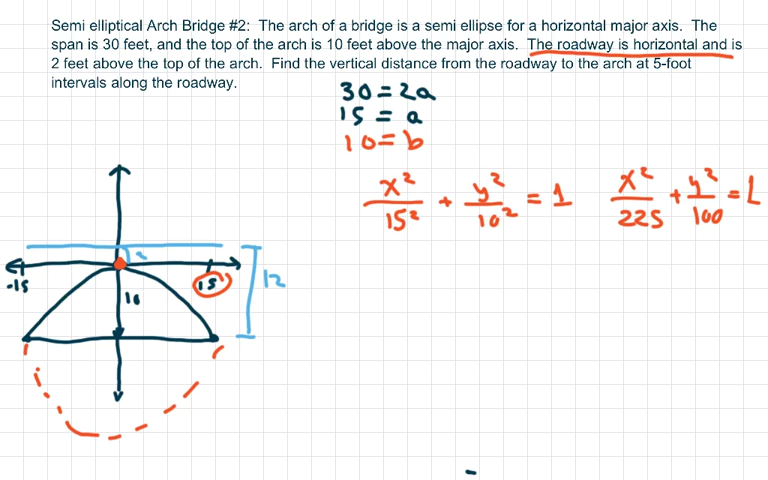 Semi elliptical Arch Bridge #2: The arch of a bridge is a semi ellipse for a horizontal major axis. The
span is 30 feet, and the top of the arch is 10 feet above the major axis. The roadway is horizontal and is
2 feet above the top of the arch. Find the vertical distance from the roadway to the arch at 5-foot
intervals along the roadway.
30=2a
15 = a
10=b
x²/15² + y²/10² = 1
x²/225 + y²/100 = 1
-15
15
12
10